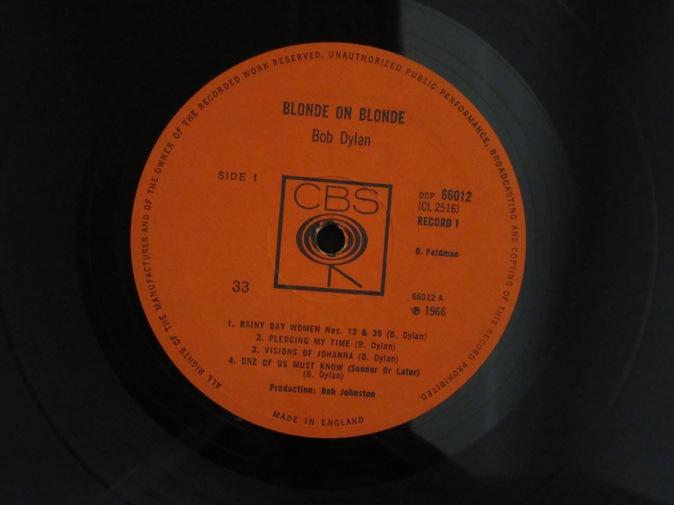 ALL RIGHTS OF THE MANUFACTURER AND OF THE OWNER OF THE RECORDED WORK RESERVED. UNAUTHORIZED PUBLIC PERFORMANCE, BROADCASTING AND COPYING OF THIS RECORD PROHIBITED.
BLONDE ON BLONDE
Bob Dylan
SIDE 1
CBS
DDP 66012
(CL 2516)
RECORD 1
B. Feldman
33
66012 A
℗ 1966
1. RAINY DAY WOMEN Nos. 12 & 35 (B. Dylan)
2. PLEDGING MY TIME (B. Dylan)
3. VISIONS OF JOHANNA (B. Dylan)
4. ONE OF US MUST KNOW (Sooner Or Later)
(B. Dylan)
Production: Bob Johnston
MADE IN ENGLAND